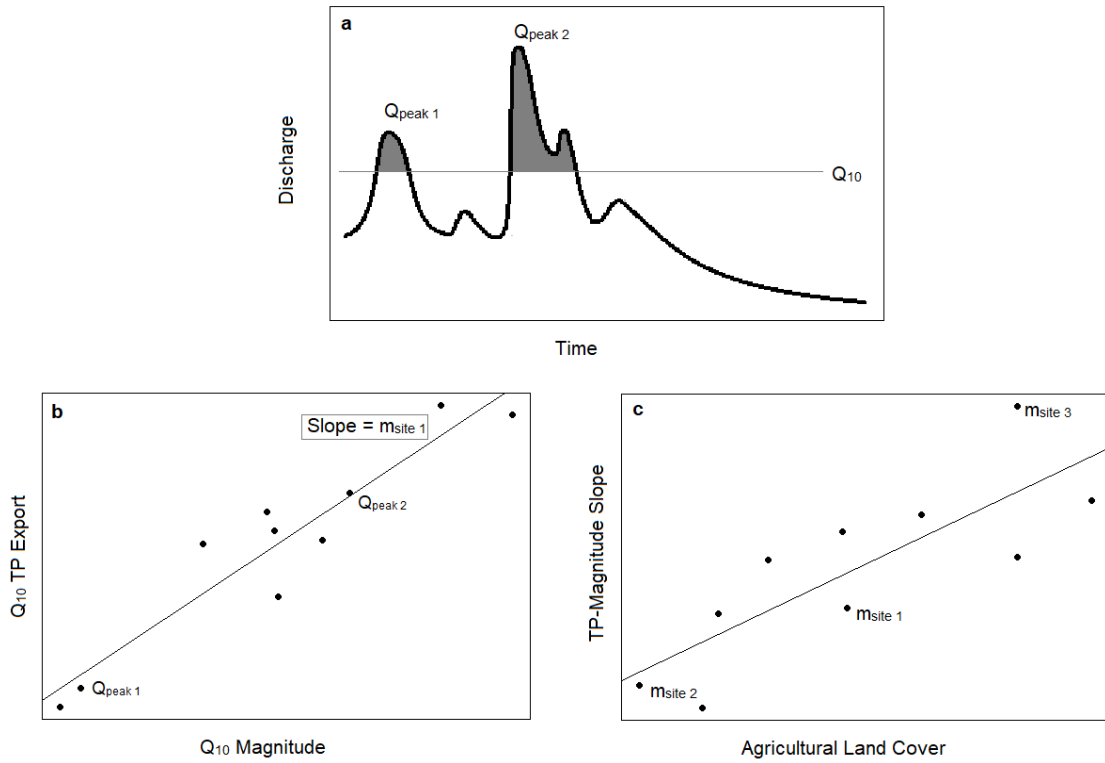 a
Qpeak 2
Qpeak 1
Discharge
Q10
Time
b
Slope = msite 1
Qpeak 2
Qpeak 1
Q10 TP Export
Q10 Magnitude
c
msite 3
msite 1
msite 2
TP-Magnitude Slope
Agricultural Land Cover